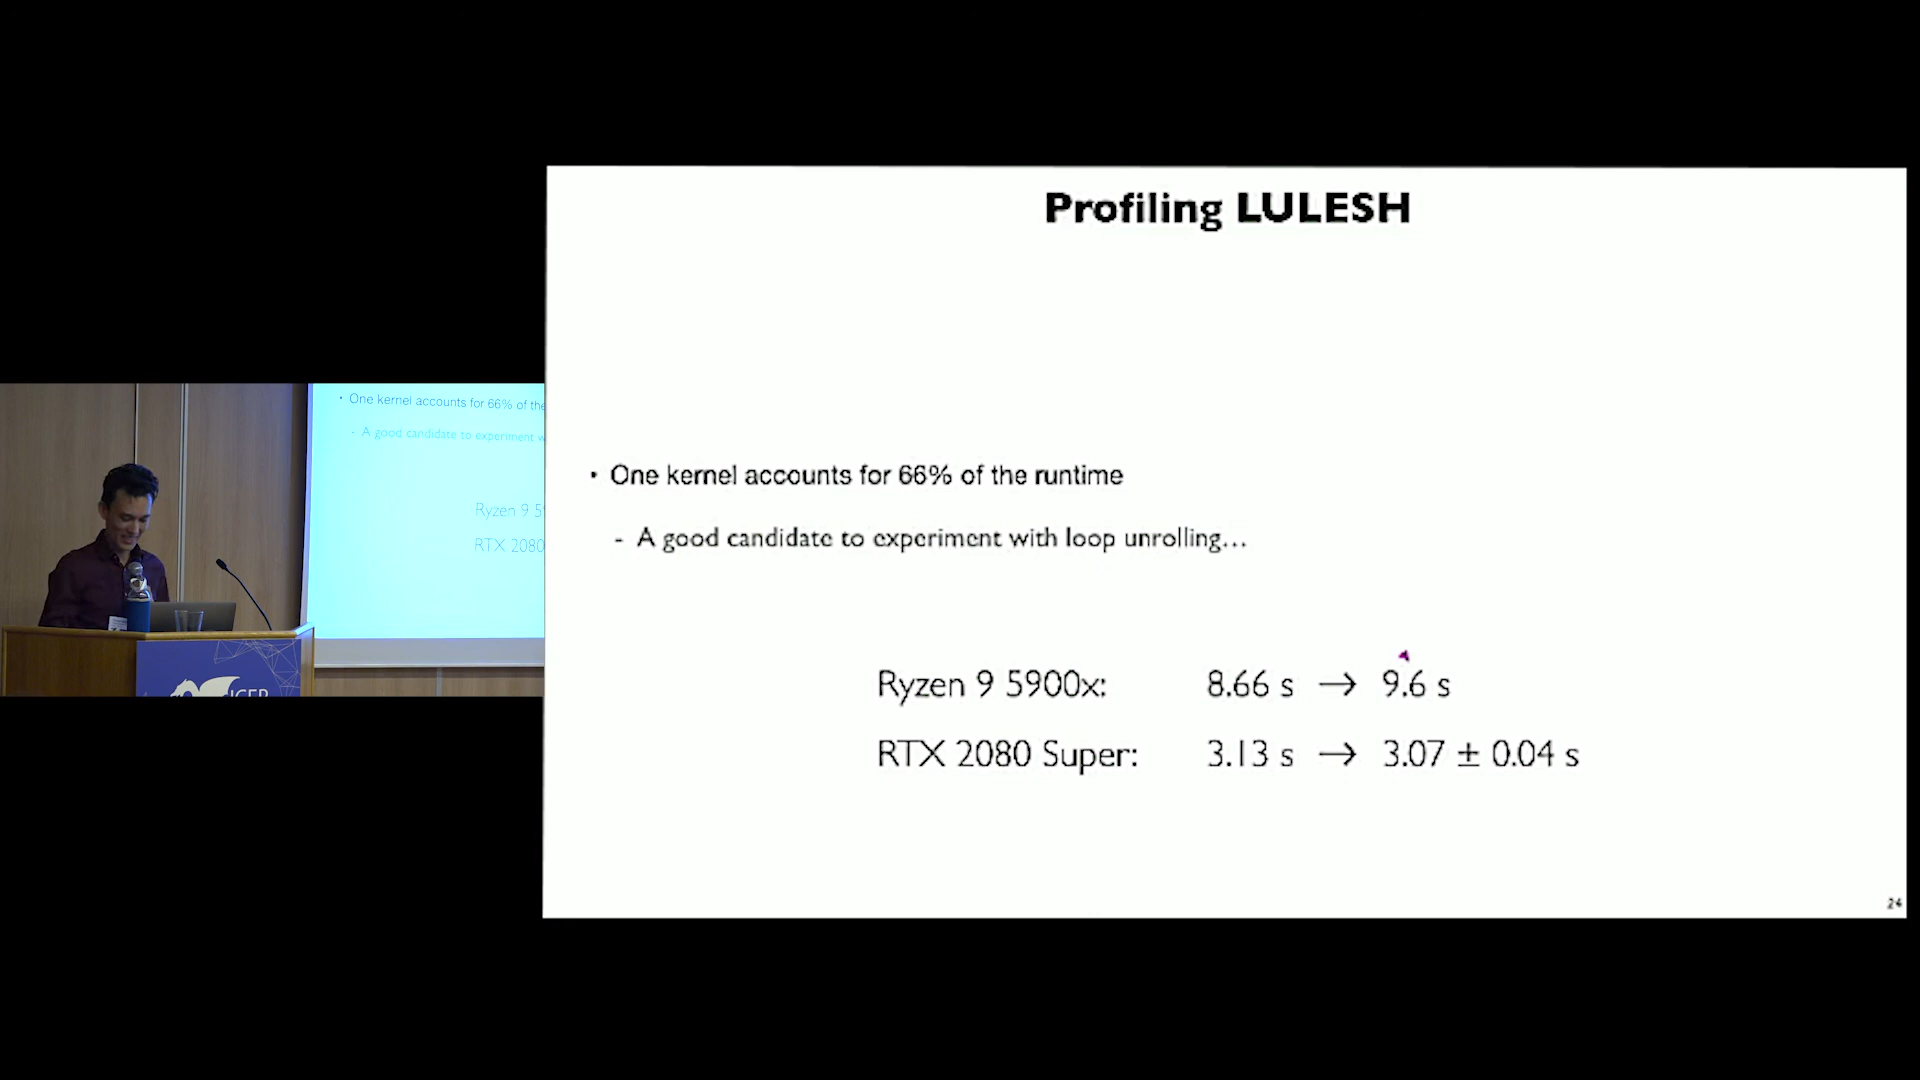 Profiling LULESH
• One kernel accounts for 66% of the runtime
- A good candidate to experiment with loop unrolling...
Ryzen 9 5900x: 8.66 s → 9.6 s
RTX 2080 Super: 3.13 s → 3.07 ± 0.04 s
24
• One kernel accounts for 66% of the
- A good candidate to experiment w
Ryzen 9 5
RTX 2080